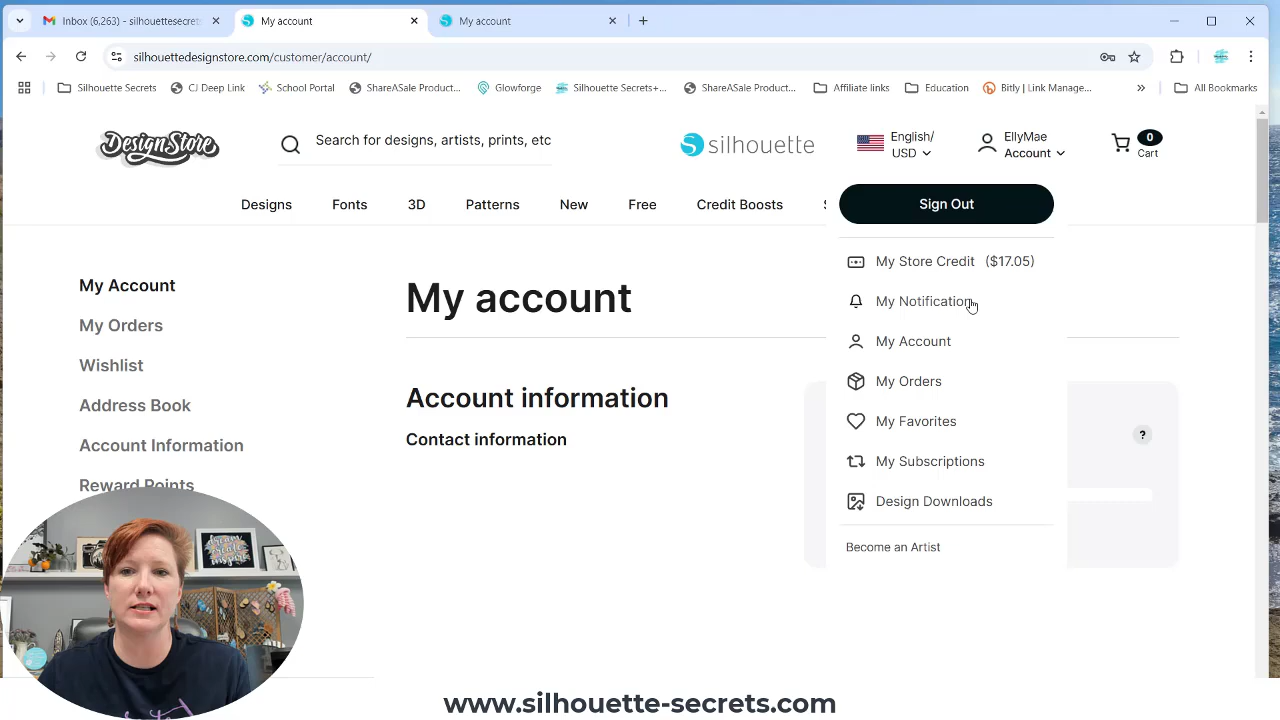 Inbox (6,263) - silhouettesecret
My account
My account
silhouettedesignstore.com/customer/account/
Silhouette Secrets
CJ Deep Link
School Portal
ShareASale Product...
Glowforge
Silhouette Secrets+...
ShareASale Product...
Affiliate links
Education
Bitly | Link Manage...
»
All Bookmarks
DesignStore
Search for designs, artists, prints, etc
silhouette
English/
USD
EllyMae
Account
0
Cart
Designs
Fonts
3D
Patterns
New
Free
Credit Boosts
Sign Out
My Store Credit ($17.05)
My Notification
My Account
My Orders
My Favorites
My Subscriptions
Design Downloads
Become an Artist
My Account
My Orders
Wishlist
Address Book
Account Information
Reward Points
My account
Account information
Contact information
?
dream
create
inspire
www.silhouette-secrets.com